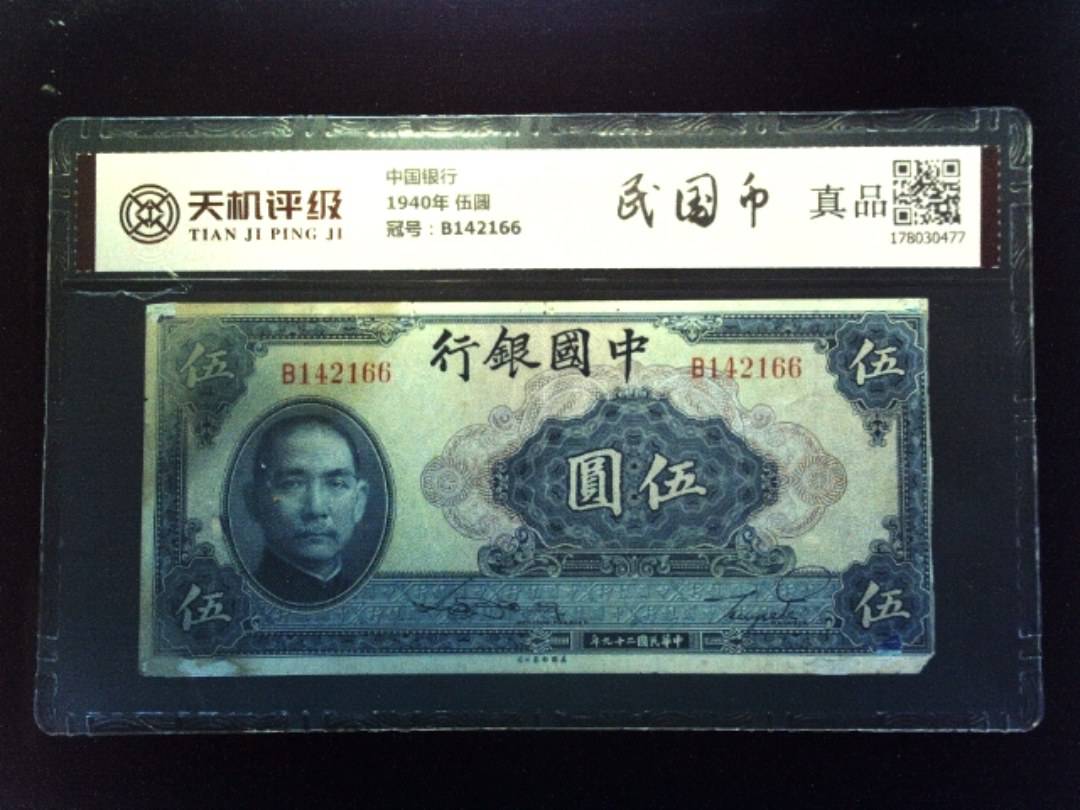 天机评级
TIAN JI PING JI
中国银行
1940年 伍圆
冠号：B142166
民国币
真品
178030477
行銀國中
伍
B142166
B142166
伍
圓伍
伍
伍
年九十二國民華中